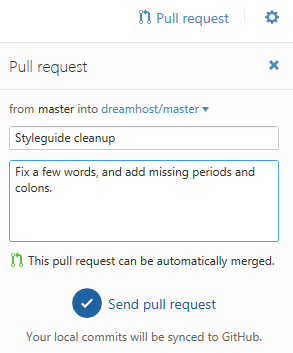 Pull request
Pull request
from master into dreamhost/master
Styleguide cleanup
Fix a few words, and add missing periods and
colons.
This pull request can be automatically merged.
Send pull request
Your local commits will be synced to GitHub.